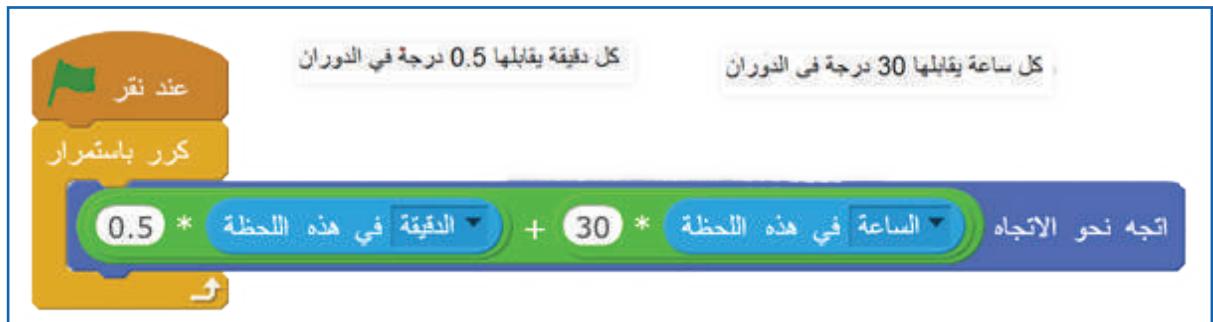 كل ساعة يقابلها 30 درجة في الدوران
كل دقيقة يقابلها 0.5 درجة في الدوران
عند نقر
كرر باستمرار
اتجه نحو الاتجاه الساعة في هذه اللحظة * 30 + الدقيقة في هذه اللحظة * 0.5